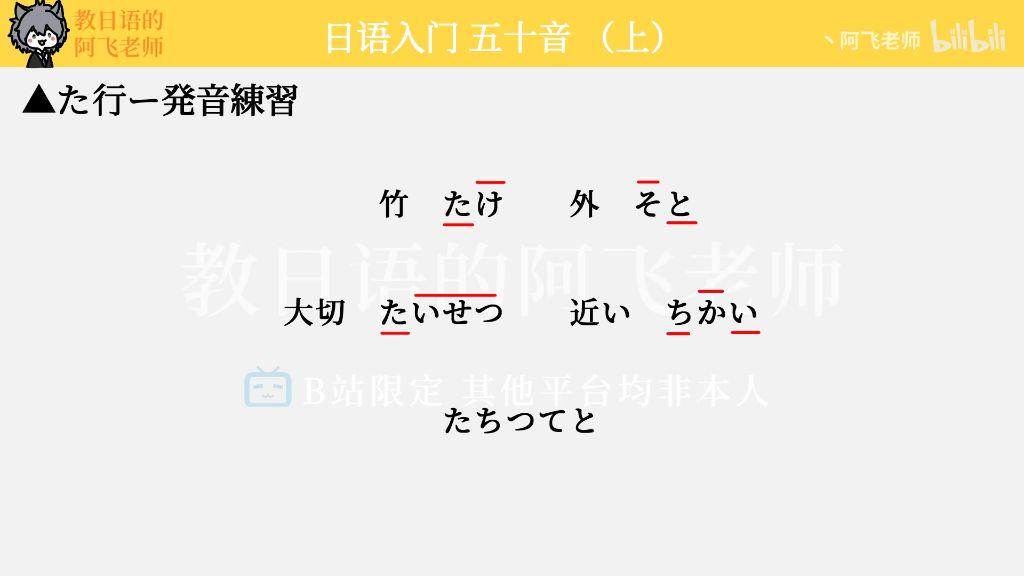 教日语的
阿飞老师
日语入门 五十音 （上）
丶阿飞老师 bilibili
▲た行ー発音練習
竹 たけ 外 そと
教日语的阿飞老师
大切 たいせつ 近い ちかい
B站限定 其他平台均非本人
たちつてと